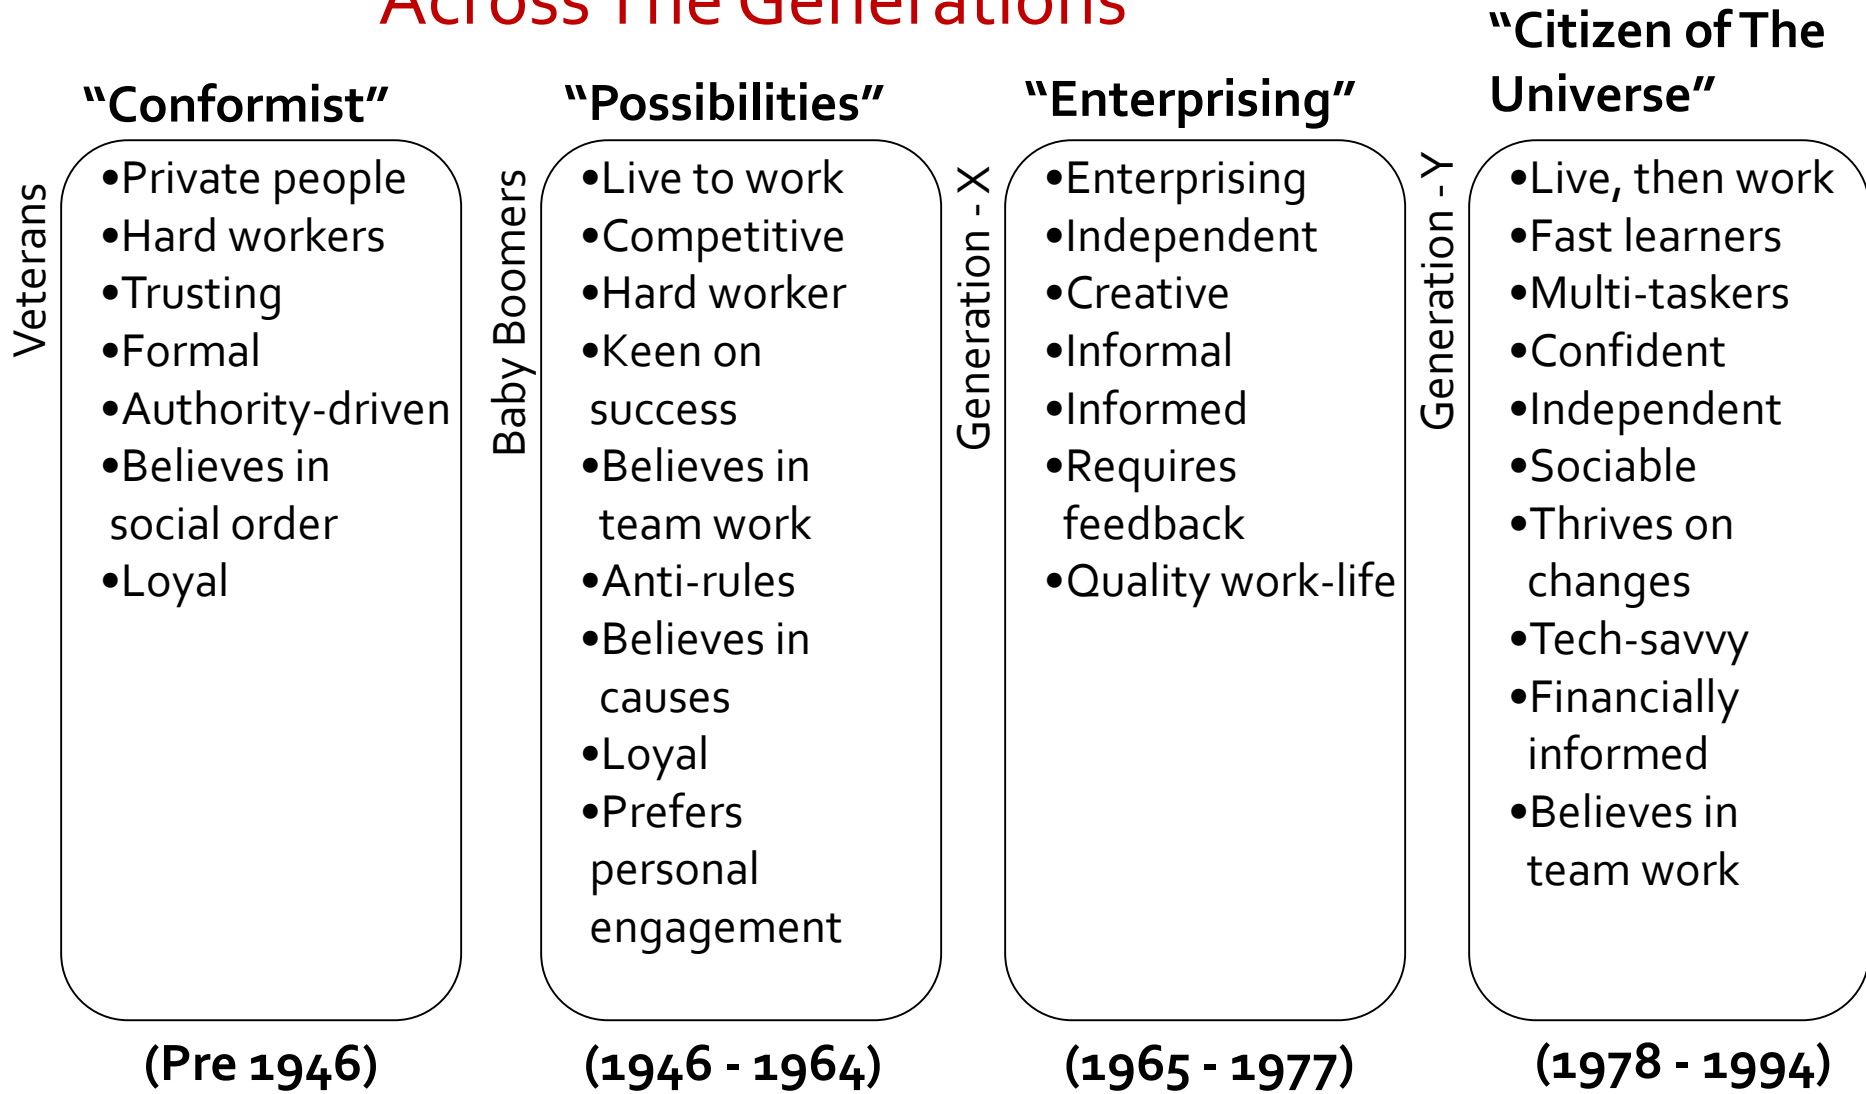 Across The Generations
"Conformist"
Veterans
•Private people
•Hard workers
•Trusting
•Formal
•Authority-driven
•Believes in
social order
•Loyal
(Pre 1946)
"Possibilities"
Baby Boomers
•Live to work
•Competitive
•Hard worker
•Keen on
success
•Believes in
team work
•Anti-rules
•Believes in
causes
•Loyal
•Prefers
personal
engagement
(1946 - 1964)
"Enterprising"
Generation - X
•Enterprising
•Independent
•Creative
•Informal
•Informed
•Requires
feedback
•Quality work-life
(1965 - 1977)
"Citizen of The
Universe"
Generation - Y
•Live, then work
•Fast learners
•Multi-taskers
•Confident
•Independent
•Sociable
•Thrives on
changes
•Tech-savvy
•Financially
informed
•Believes in
team work
(1978 - 1994)